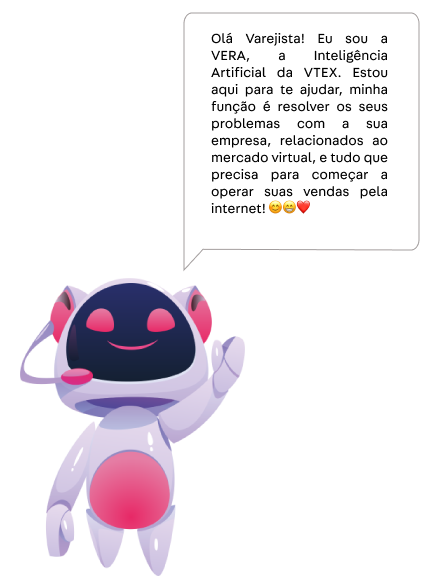 Olá Varejista! Eu sou a
VERA, a Inteligência
Artificial da VTEX. Estou
aqui para te ajudar, minha
função é resolver os seus
problemas com a sua
empresa, relacionados ao
mercado virtual, e tudo que
precisa para começar a
operar suas vendas pela
internet! 😊😁❤️